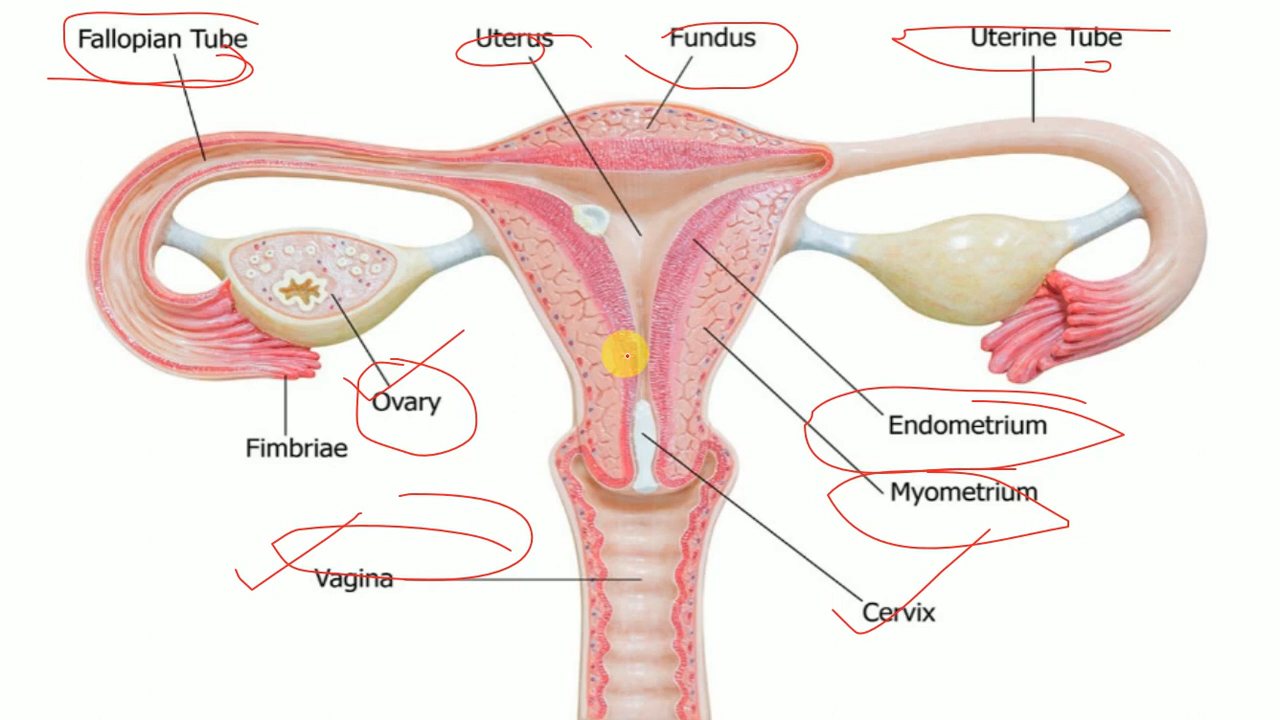 Fallopian Tube
Uterus
Fundus
Uterine Tube
Ovary
Endometrium
Fimbriae
Myometrium
Vagina
Cervix